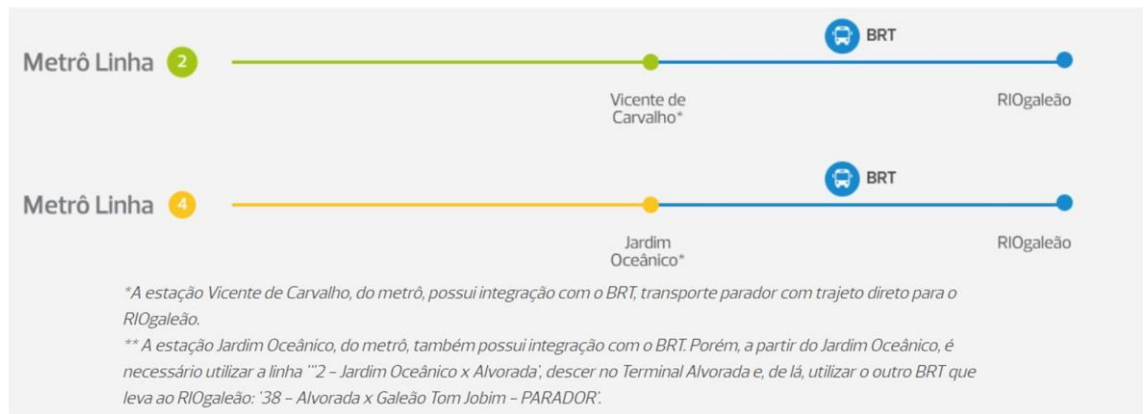 BRT
Metrô Linha 2
Vicente de
Carvalho*
RIOgaleão
BRT
Metrô Linha 4
Jardim
Oceânico*
RIOgaleão
*A estação Vicente de Carvalho, do metrô, possui integração com o BRT, transporte parador com trajeto direto para o
RIOgaleão.
** A estação Jardim Oceânico, do metrô, também possui integração com o BRT. Porém, a partir do Jardim Oceânico, é
necessário utilizar a linha '"2 – Jardim Oceânico x Alvorada', descer no Terminal Alvorada e, de lá, utilizar o outro BRT que
leva ao RIOgaleão: '38 – Alvorada x Galeão Tom Jobim – PARADOR'.